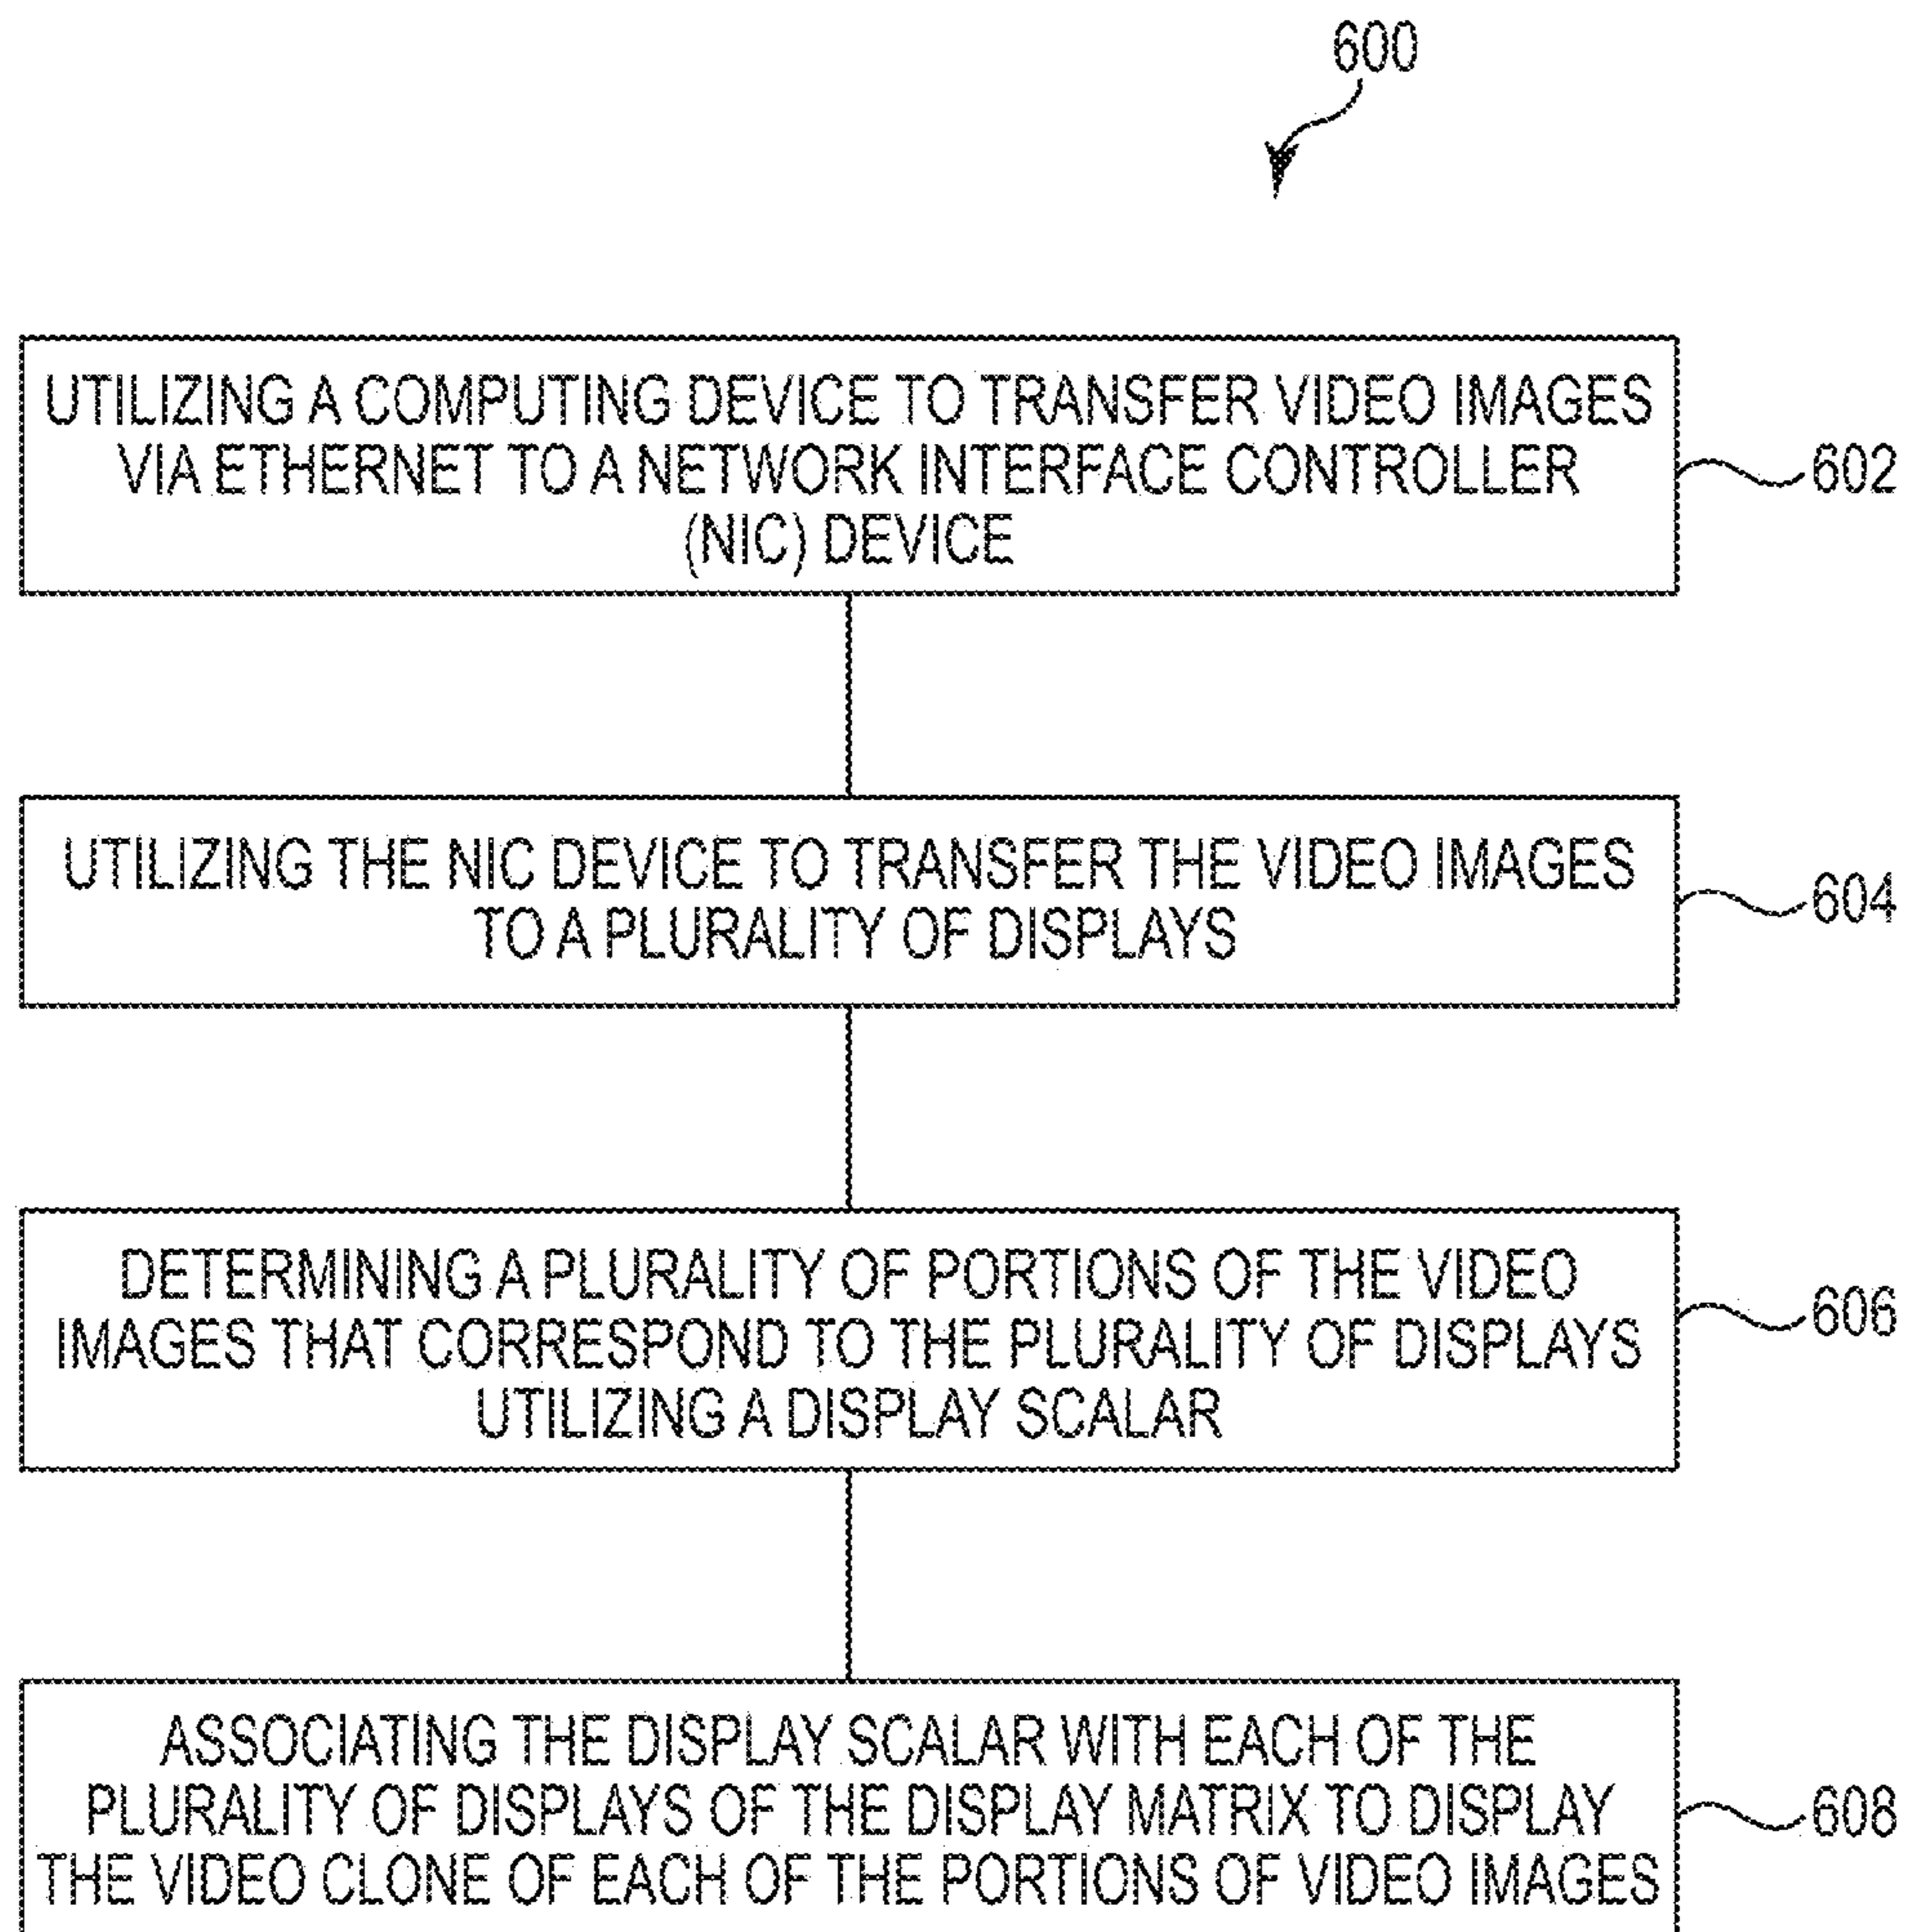 600
UTILIZING A COMPUTING DEVICE TO TRANSFER VIDEO IMAGES
VIA ETHERNET TO A NETWORK INTERFACE CONTROLLER
(NIC) DEVICE
602
UTILIZING THE NIC DEVICE TO TRANSFER THE VIDEO IMAGES
TO A PLURALITY OF DISPLAYS
604
DETERMINING A PLURALITY OF PORTIONS OF THE VIDEO
IMAGES THAT CORRESPOND TO THE PLURALITY OF DISPLAYS
UTILIZING A DISPLAY SCALAR
606
ASSOCIATING THE DISPLAY SCALAR WITH EACH OF THE
PLURALITY OF DISPLAYS OF THE DISPLAY MATRIX TO DISPLAY
THE VIDEO CLONE OF EACH OF THE PORTIONS OF VIDEO IMAGES
608